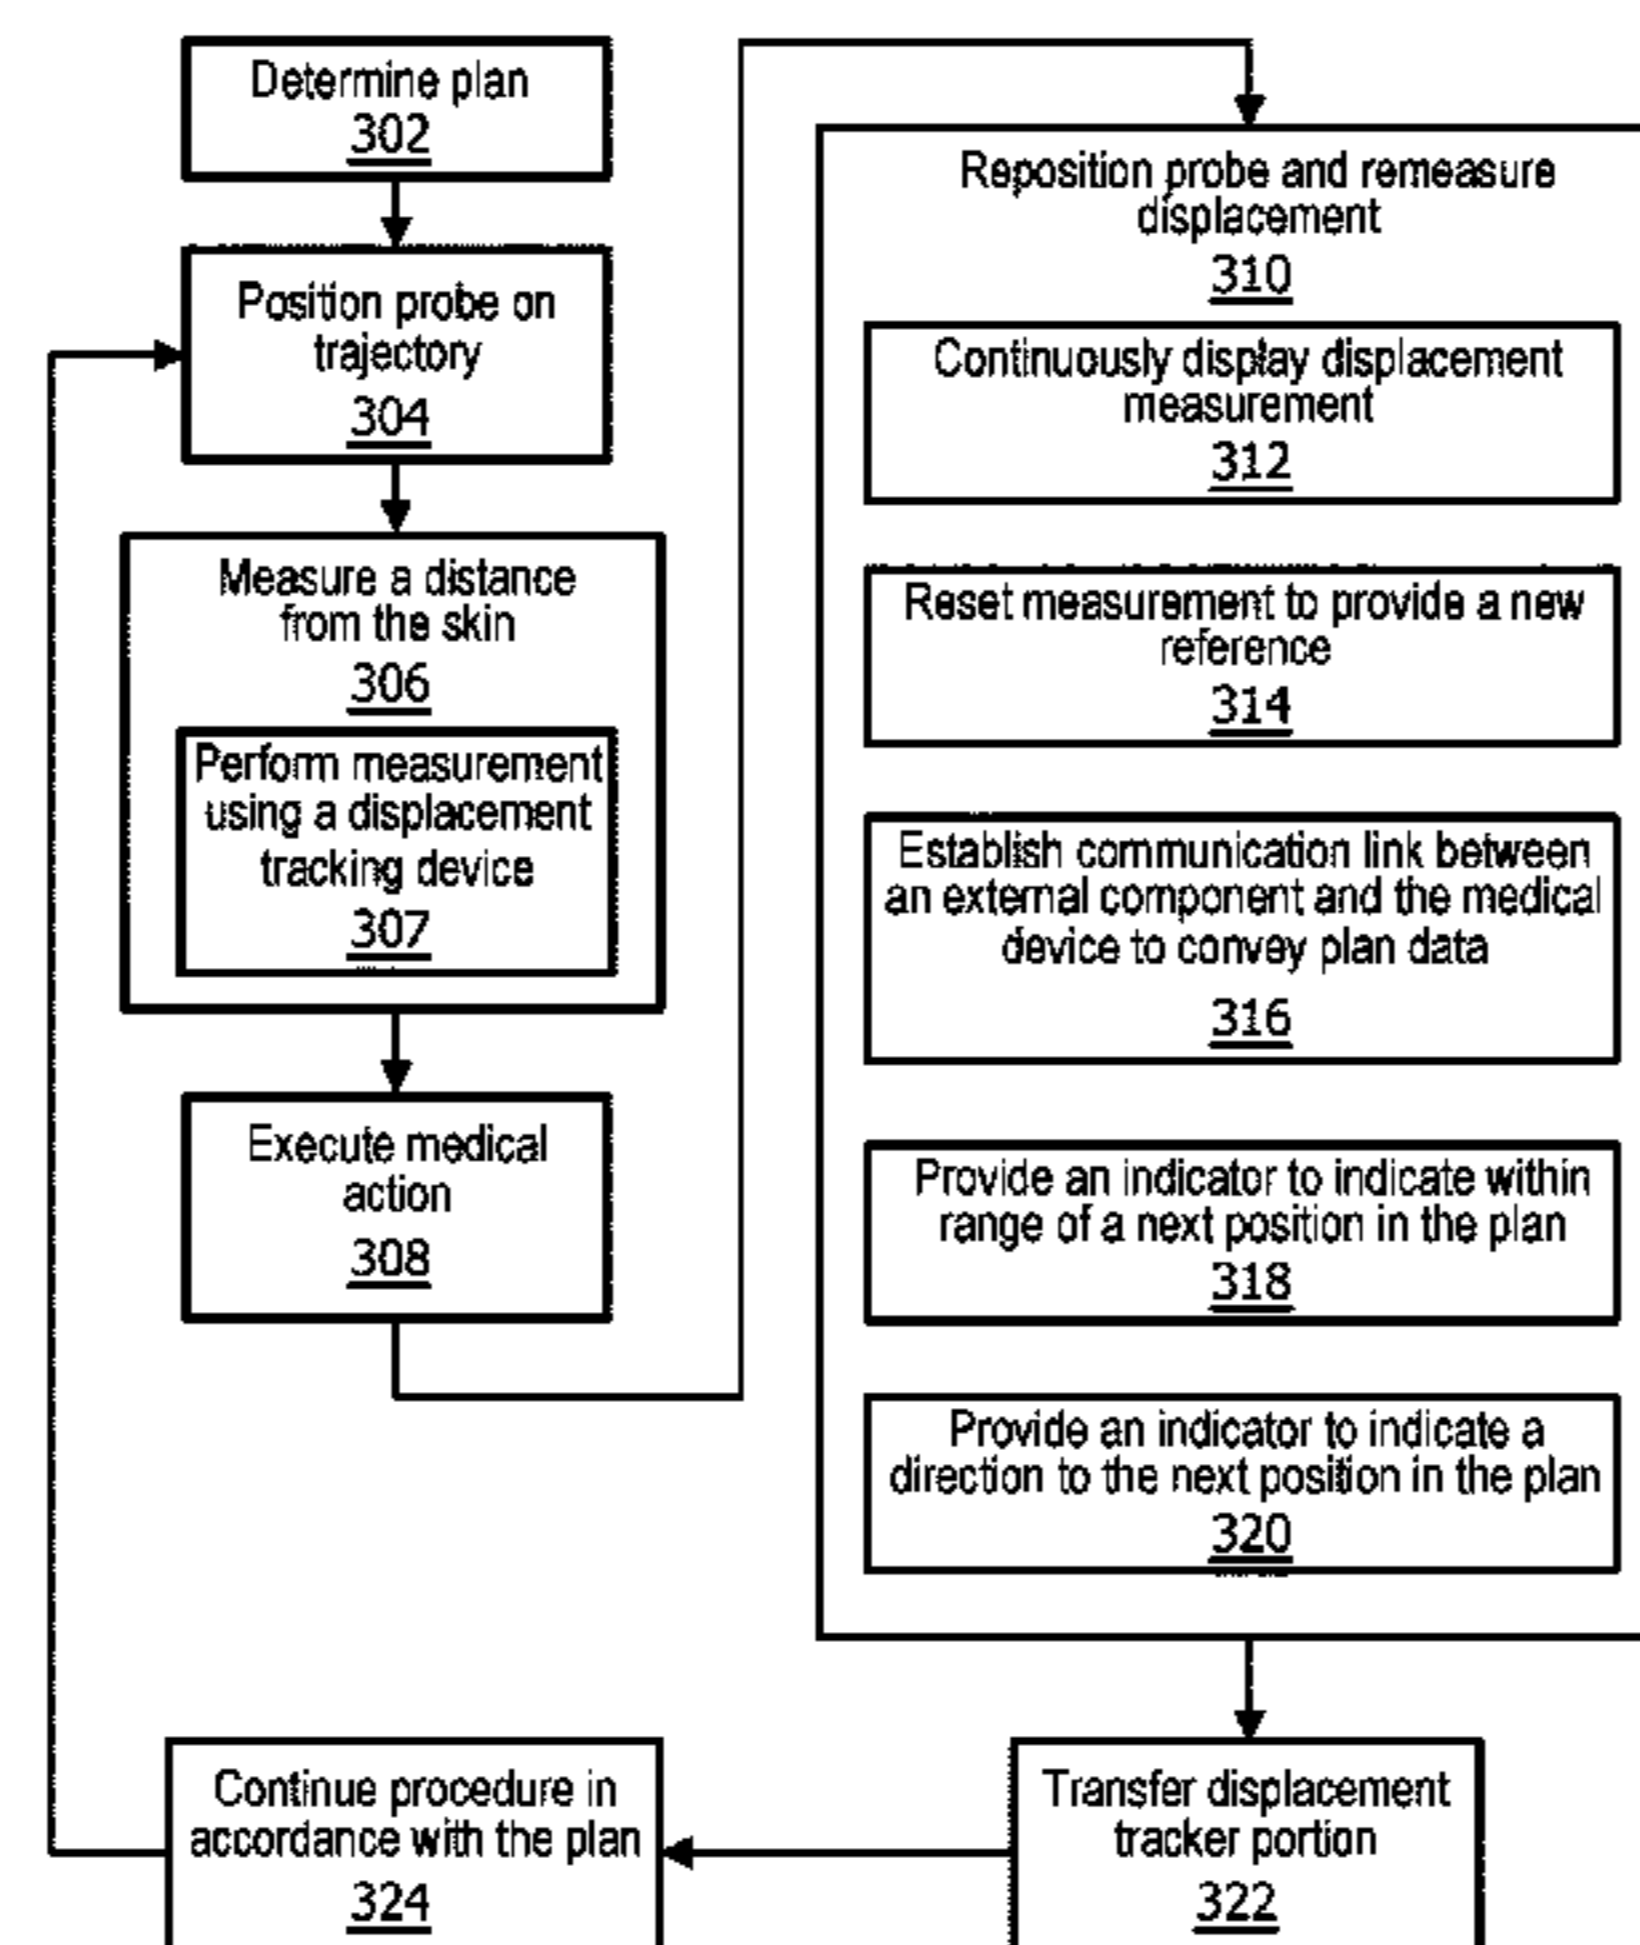 Determine plan
302
Position probe on
trajectory
304
Measure a distance
from the skin
306
Perform measurement
using a displacement
tracking device
307
Execute medical
action
308
Reposition probe and remeasure
displacement
310
Continuously display displacement
measurement
312
Reset measurement to provide a new
reference
314
Establish communication link between
an external component and the medical
device to convey plan data
316
Provide an indicator to indicate within
range of a next position in the plan
318
Provide an indicator to indicate a
direction to the next position in the plan
320
Transfer displacement
tracker portion
322
Continue procedure in
accordance with the plan
324